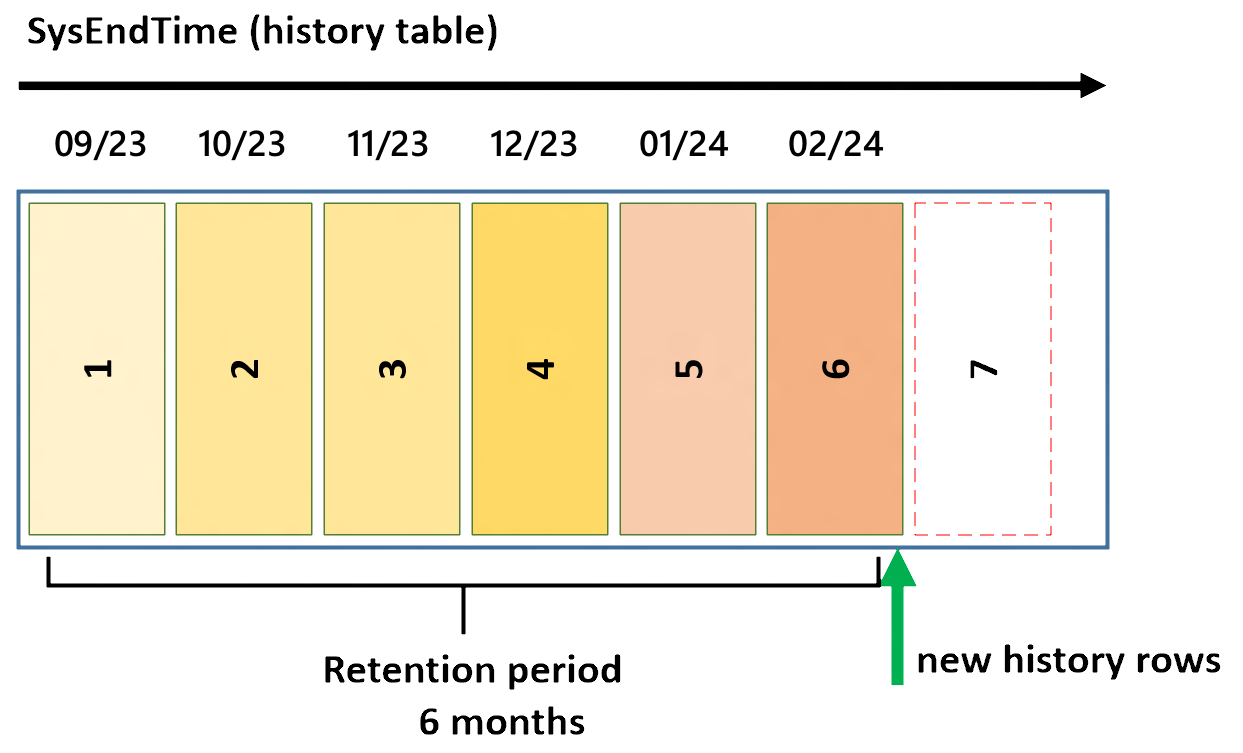 SysEndTime (history table)
09/23 10/23 11/23 12/23 01/24 02/24
1 2 3 4 5 6 7
Retention period
6 months
new history rows